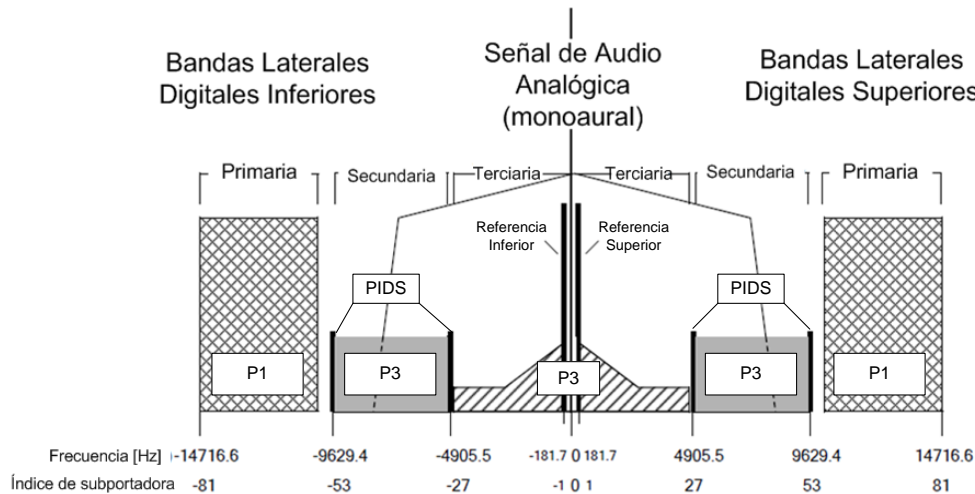 Bandas Laterales
Digitales Inferiores
Señal de Audio
Analógica
(monoaural)
Bandas Laterales
Digitales Superiores
Primaria
Secundaria
Terciaria
Terciaria
Secundaria
Primaria
Referencia
Inferior
Referencia
Superior
PIDS
PIDS
P1
P3
P3
P3
P1
Frecuencia [Hz] -14716.6 -9629.4 -4905.5 -181.7 0 181.7 4905.5 9629.4 14716.6
Índice de subportadora -81 -53 -27 -1 0 1 27 53 81